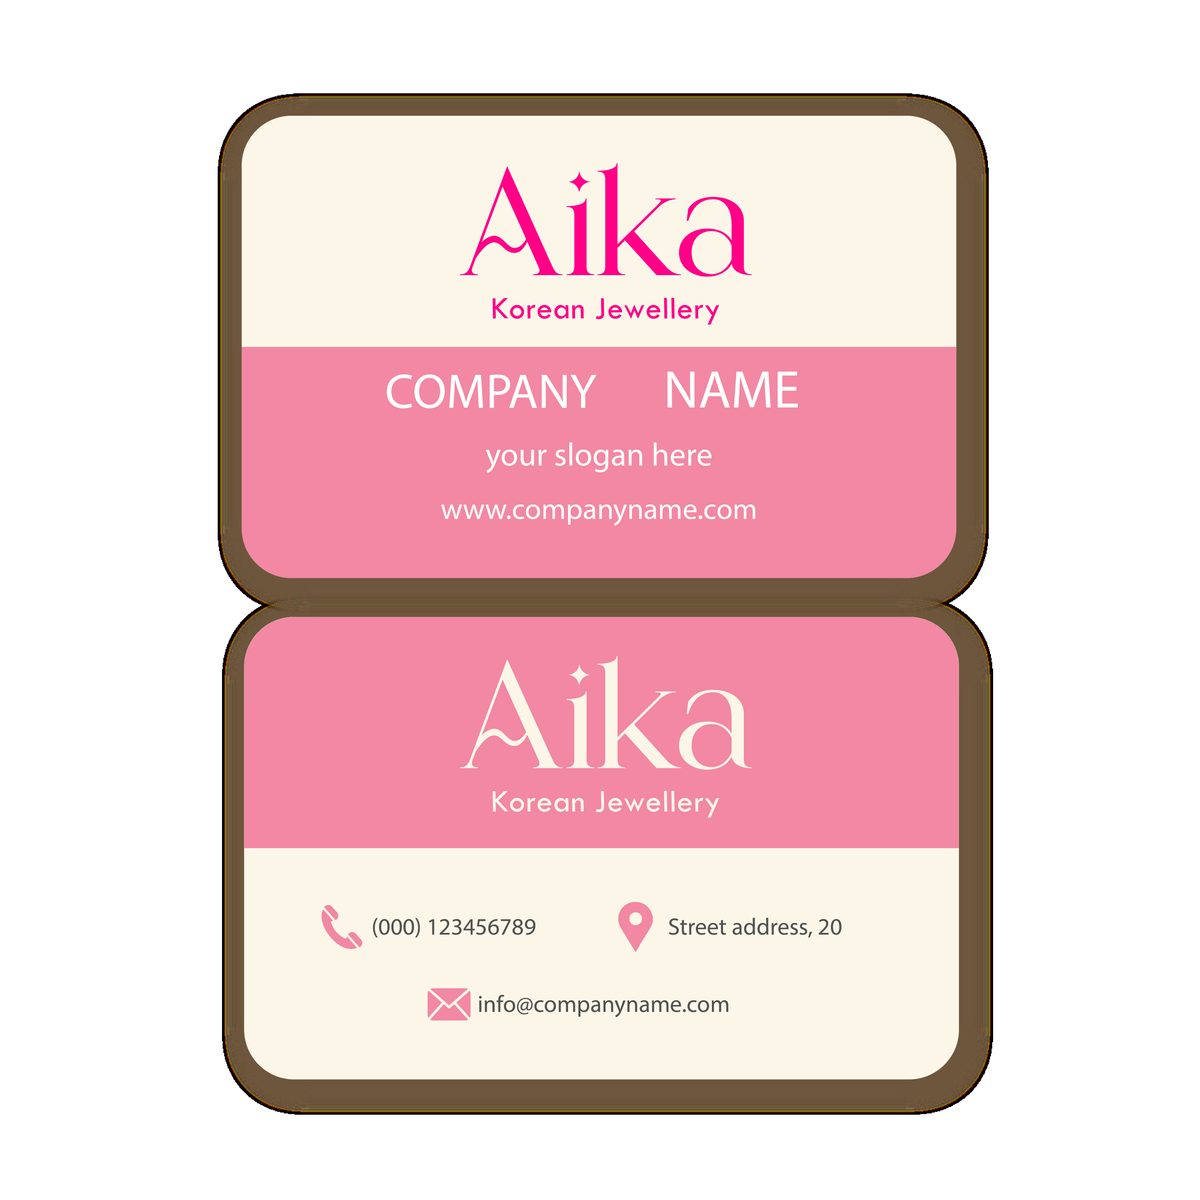 Aika
Korean Jewellery
COMPANY NAME
your slogan here
www.companyname.com
Aika
Korean Jewellery
(000) 123456789
Street address, 20
info@companyname.com